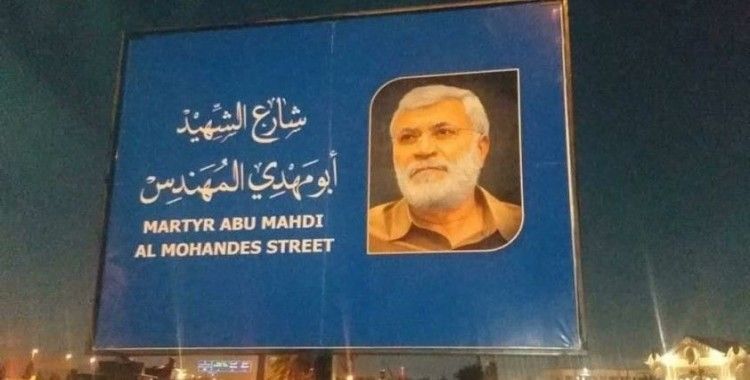 شارع الشهيد
أبو مهدي المهندس
MARTYR ABU MAHDI
AL MOHANDES STREET